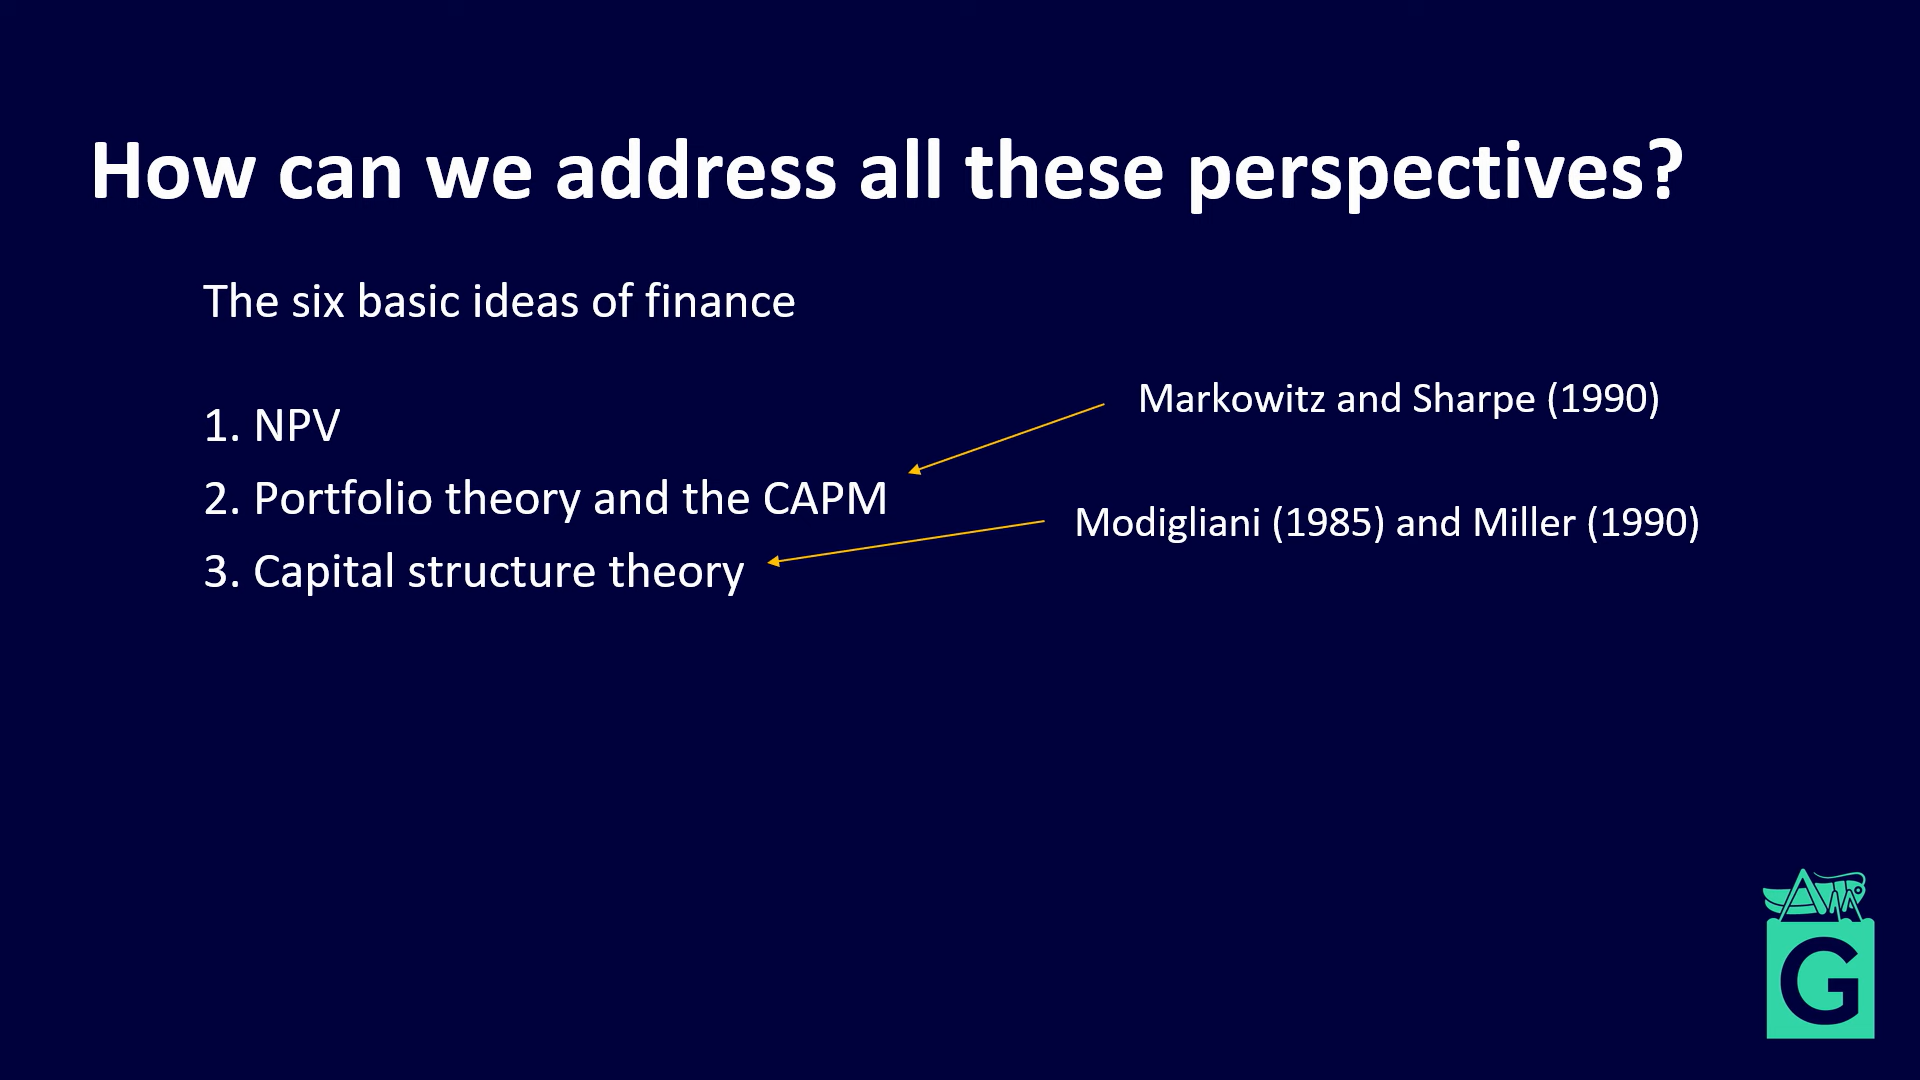 How can we address all these perspectives?
The six basic ideas of finance
1. NPV
2. Portfolio theory and the CAPM
3. Capital structure theory
Markowitz and Sharpe (1990)
Modigliani (1985) and Miller (1990)
G